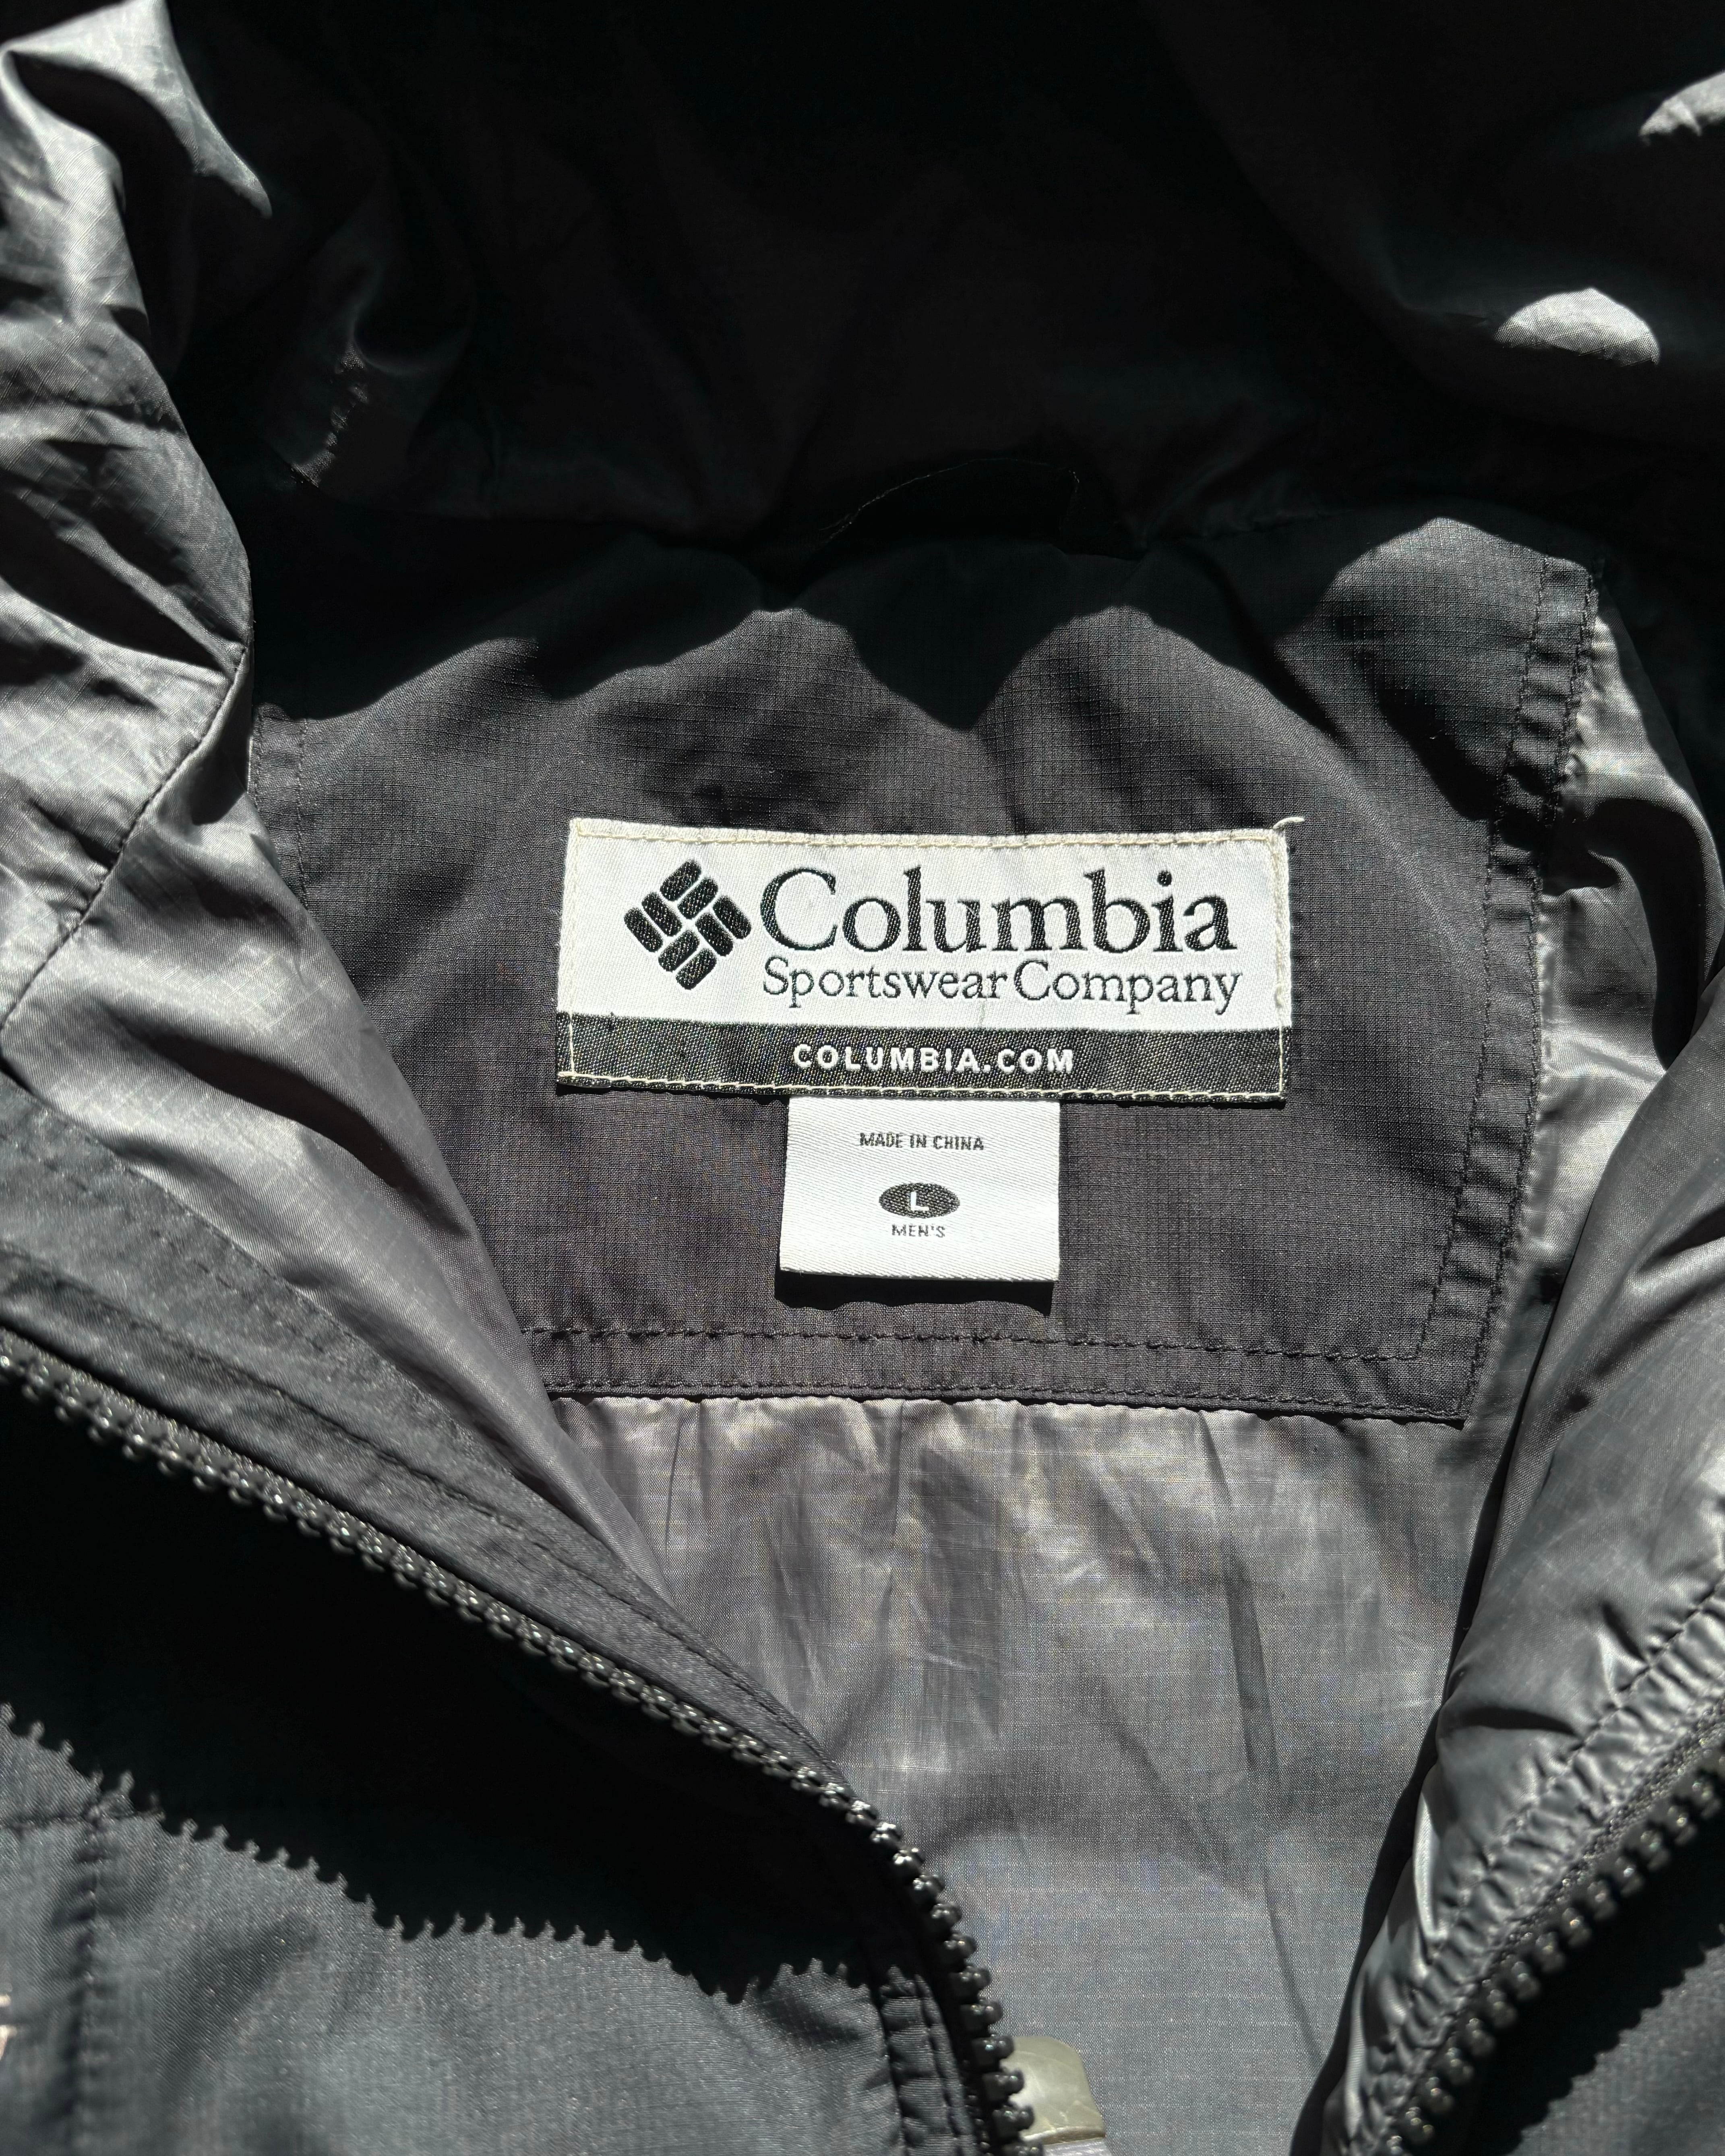 Columbia
Sportswear Company
COLUMBIA.COM
MADE IN CHINA
L
MEN'S